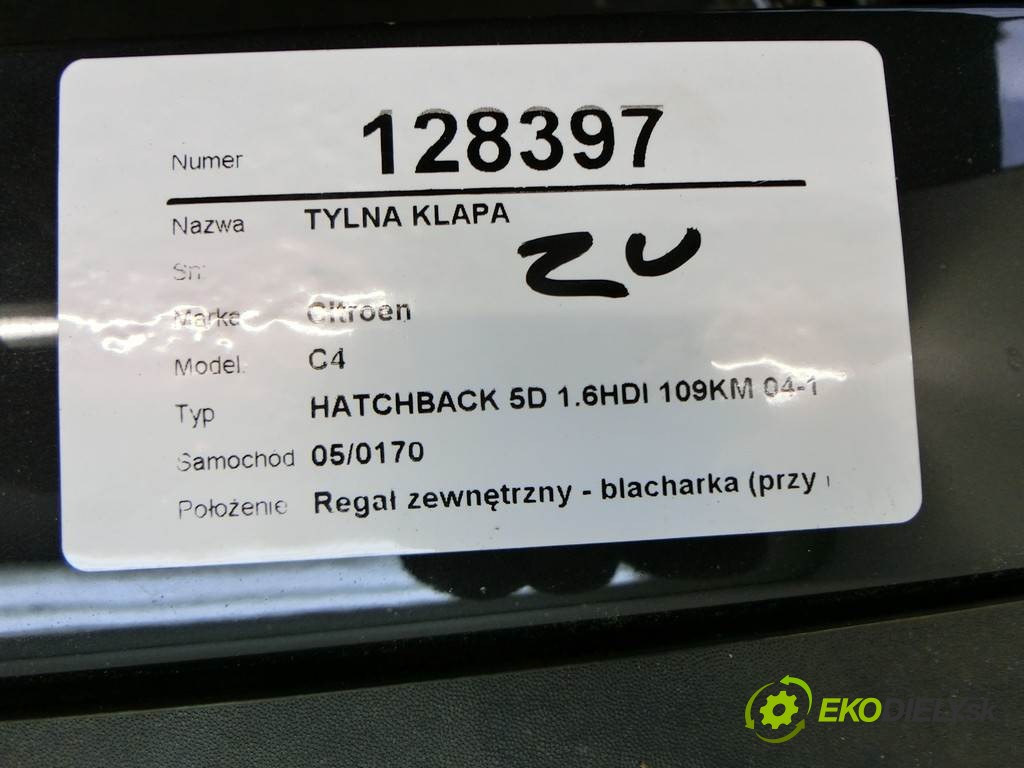 Numer 128397
Nazwa TYLNA KLAPA
ZU
Sn:
Marka Citroen
Model. C4
Typ HATCHBACK 5D 1.6HDI 109KM 04-1
Samochód 05/0170
Położenie Regał zewnętrzny - blacharka (przy
EKODIELY.SK